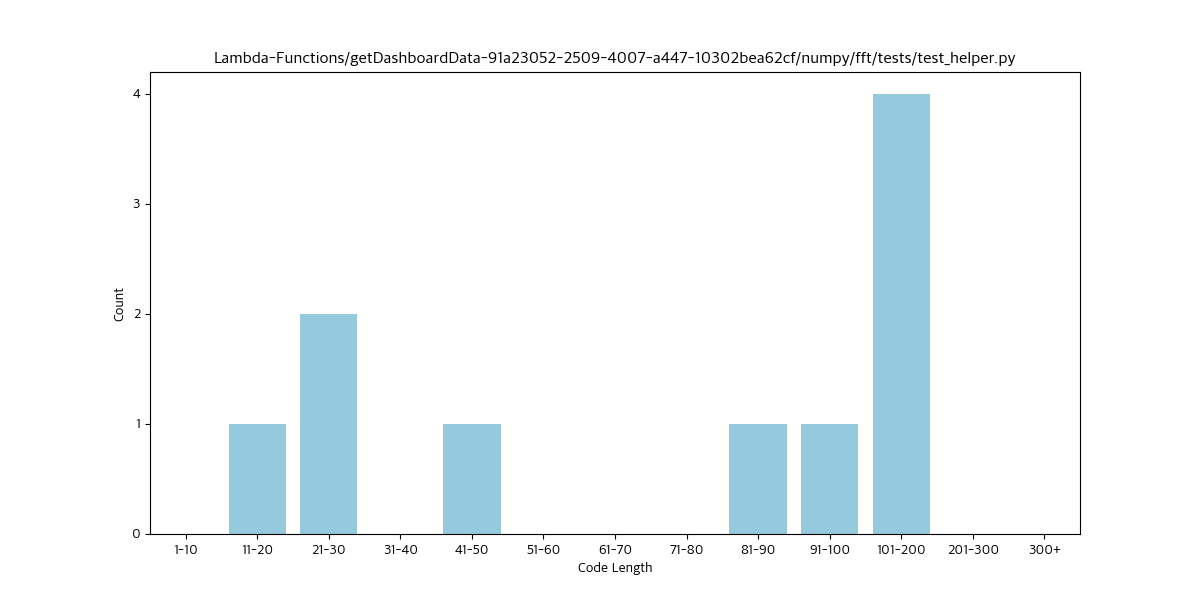 Lambda-Functions/getDashboardData-91a23052-2509-4007-a447-10302bea62cf/numpy/fft/tests/test_helper.py
4
3
2
1
0
Count
1-10 11-20 21-30 31-40 41-50 51-60 61-70 71-80 81-90 91-100 101-200 201-300 300+
Code Length